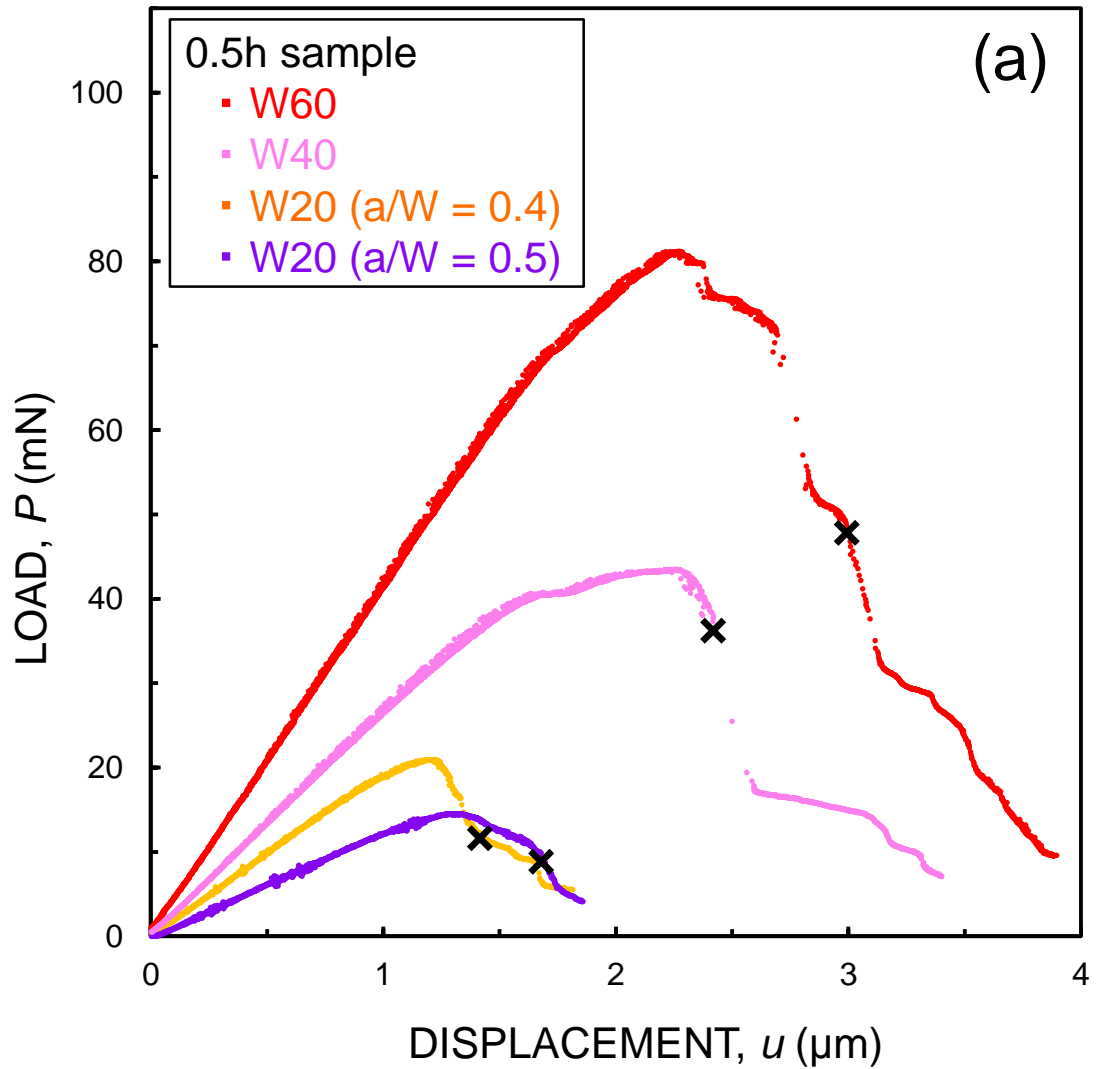 (a)
0.5h sample
W60
W40
W20 (a/W = 0.4)
W20 (a/W = 0.5)
100
80
60
40
20
0
LOAD, P (mN)
0 1 2 3 4
DISPLACEMENT, u (μm)